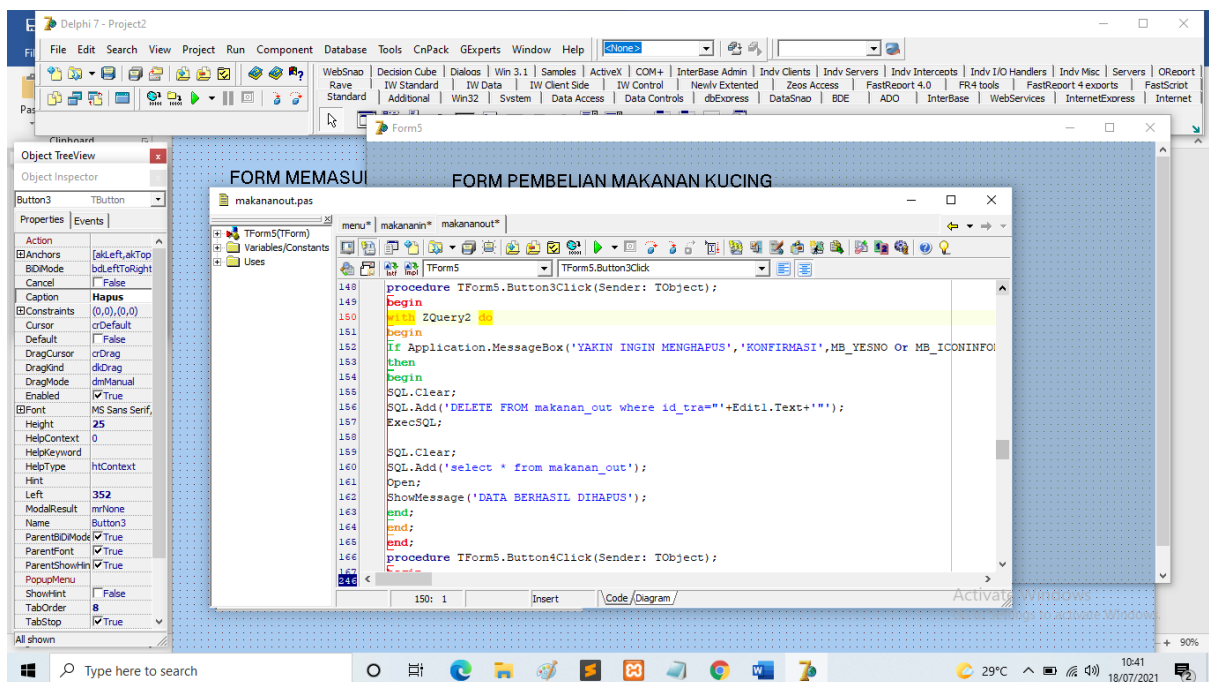 Delphi 7 - Project2
File Edit Search View Project Run Component Database Tools CnPack GExperts Window Help <None>
WebSnap Decision Cube Dialogs Win 3.1 Samples ActiveX COM+ InterBase Admin Indy Clients Indy Servers Indy Intercepts Indy I/O Handlers Indy Misc Servers QReport
Rave IW Standard IW Data IW Client Side IW Control Newly Extended Zeos Access FastReport 4.0 FR4 tools FastReport 4 exports FastScript
Standard Additional Win32 System Data Access Data Controls dbExpress DataSnap BDE ADO InterBase WebServices InternetExpress Internet
Form5
Clipboard
Object TreeView
Object Inspector
Button3 TButton
Properties Events
Action
Anchors [akLeft,akTop
BiDiMode bdLeftToRight
Cancel False
Caption Hapus
Constraints (0,0),(0,0)
Cursor crDefault
Default False
DragCursor crDrag
DragKind dkDrag
DragMode dmManual
Enabled True
Font MS Sans Serif,
Height 25
HelpContext 0
HelpKeyword
HelpType htContext
Hint
Left 352
ModalResult mrNone
Name Button3
ParentBiDiMode True
ParentFont True
ParentShowHin True
PopupMenu
ShowHint False
TabOrder 8
TabStop True
All shown
FORM MEMASU
FORM PEMBELIAN MAKANAN KUCING
makananout.pas
TForm5(TForm)
Variables/Constants
Uses
menu* makananin* makananout*
TForm5 TForm5.Button3Click
148 procedure TForm5.Button3Click(Sender: TObject);
149 begin
150 with ZQuery2 do
151 begin
152 If Application.MessageBox('YAKIN INGIN MENGHAPUS','KONFIRMASI',MB_YESNO Or MB_ICONINFO
153 then
154 begin
155 SQL.Clear;
156 SQL.Add('DELETE FROM makanan_out where id_tra="'+Edit1.Text+'"');
157 ExecSQL;
158
159 SQL.Clear;
160 SQL.Add('select * from makanan_out');
161 Open;
162 ShowMessage('DATA BERHASIL DIHAPUS');
163 end;
164 end;
165 end;
166 procedure TForm5.Button4Click(Sender: TObject);
167 begin
246
150: 1 Insert Code Diagram
Activate Windows
90%
Type here to search
29°C
10:41
18/07/2021